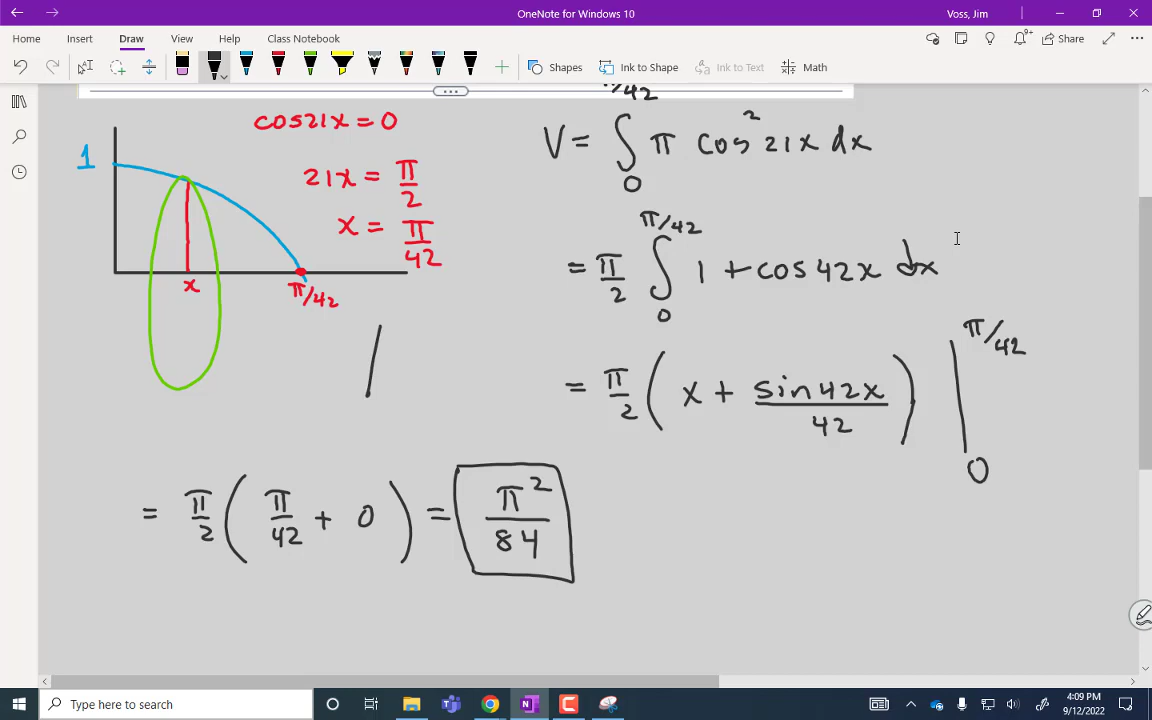 OneNote for Windows 10
Voss, Jim
Home Insert Draw View Help Class Notebook
Share
Shapes Ink to Shape Ink to Text Math
cos21x = 0
1
21x = π/2
x = π/42
x
π/42
V = ∫₀^(π/42) π cos² 21x dx
= π/2 ∫₀^(π/42) 1 + cos42x dx
= π/2 ( x + sin42x/42 ) |₀^(π/42)
= π/2 ( π/42 + 0 ) = π²/84
Type here to search
4:09 PM
9/12/2022